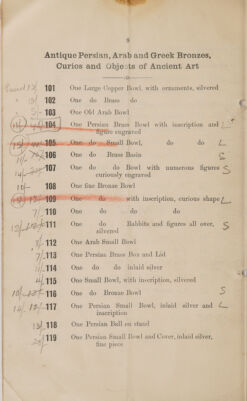 8
Antique Persian, Arab and Greek Bronzes,
Curios and Objects of Ancient Art
101 One Large Copper Bowl, with ornaments, silvered
102 One do Brass do
103 One Old Arab Bowl
104 One Persian Brass Bowl with inscription and L
figure engraved
105 One do Small Bowl, do do L
106 One do Brass Basin S
107 One do do Bowl with numerous figures S
curiously engraved
108 One fine Bronze Bowl
109 One do with inscription, curious shape L
110 One do do do
111 One do Rabbits and figures all over, S
silvered
112 One Arab Small Bowl
113 One Persian Brass Box and Lid
114 One do do inlaid silver
115 One Small Bowl, with inscription, silvered
116 One do Bronze Bowl S
117 One Persian Small Bowl, inlaid silver and L
inscription
118 One Persian Ball on stand
119 One Persian Small Bowl and Cover, inlaid silver,
fine piece